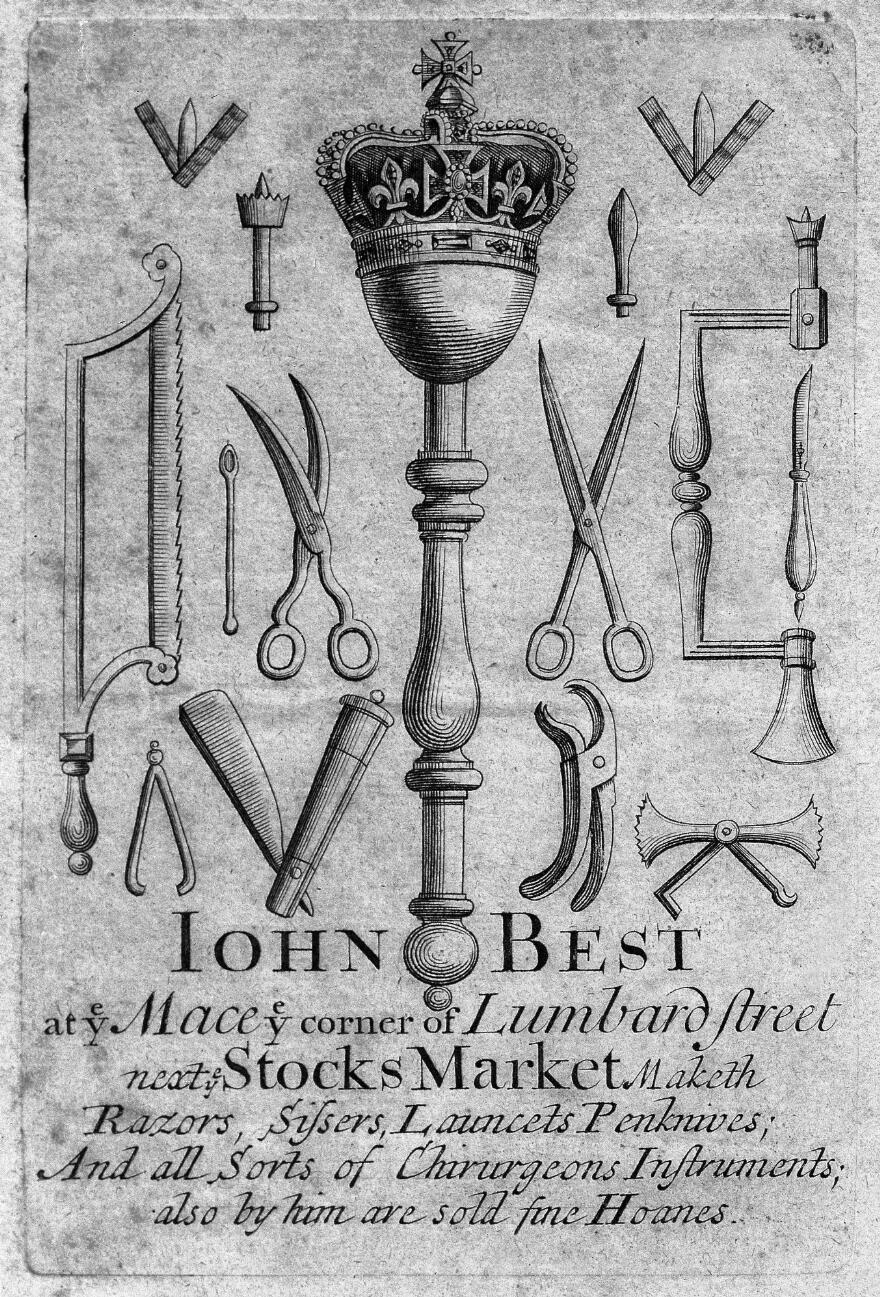 IOHN BEST
at yͤ Mace yͤ corner of Lumbard ſtreet
next yͤ Stocks Market Maketh
Razors, Siſsers, Launcets Penknives;
And all Sorts of Chirurgeons Inſtruments;
also by him are sold fine Hoanes.